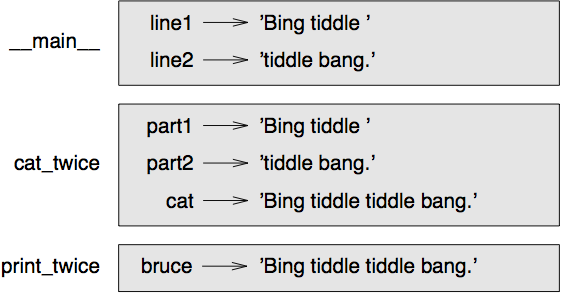 __main__
line1 ’Bing tiddle ’
line2 ’tiddle bang.’
cat_twice
part1 ’Bing tiddle ’
part2 ’tiddle bang.’
cat ’Bing tiddle tiddle bang.’
print_twice
bruce ’Bing tiddle tiddle bang.’